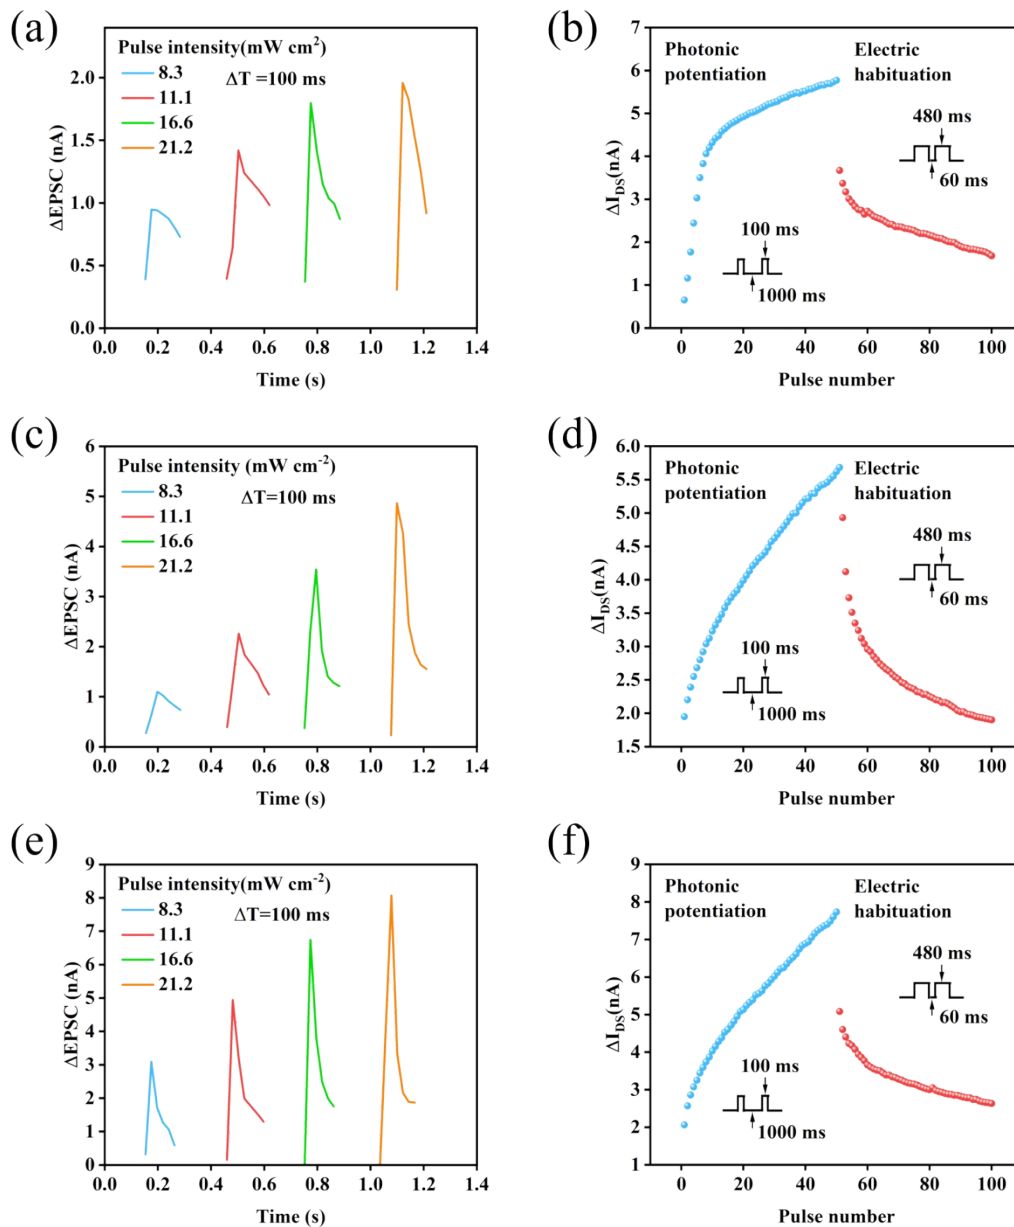 (a)
Pulse intensity(mW cm²)
8.3
11.1
16.6
21.2
ΔT =100 ms
ΔEPSC (nA)
2.0
1.5
1.0
0.5
0.0
0.0 0.2 0.4 0.6 0.8 1.0 1.2 1.4
Time (s)
(b)
Photonic
potentiation
Electric
habituation
480 ms
60 ms
100 ms
1000 ms
ΔI_DS(nA)
7
6
5
4
3
2
1
0
0 20 40 60 80 100
Pulse number
(c)
Pulse intensity (mW cm⁻²)
8.3
11.1
16.6
21.2
ΔT=100 ms
ΔEPSC (nA)
6
5
4
3
2
1
0
0.0 0.2 0.4 0.6 0.8 1.0 1.2 1.4
Time (s)
(d)
Photonic
potentiation
Electric
habituation
480 ms
60 ms
100 ms
1000 ms
ΔI_DS(nA)
6.0
5.5
5.0
4.5
4.0
3.5
3.0
2.5
2.0
1.5
0 20 40 60 80 100
Pulse number
(e)
Pulse intensity(mW cm⁻²)
8.3
11.1
16.6
21.2
ΔT=100 ms
ΔEPSC (nA)
9
8
7
6
5
4
3
2
1
0
0.0 0.2 0.4 0.6 0.8 1.0 1.2 1.4
Time (s)
(f)
Photonic
potentiation
Electric
habituation
480 ms
60 ms
100 ms
1000 ms
ΔI_DS(nA)
9
8
7
6
5
4
3
2
1
0 20 40 60 80 100
Pulse number